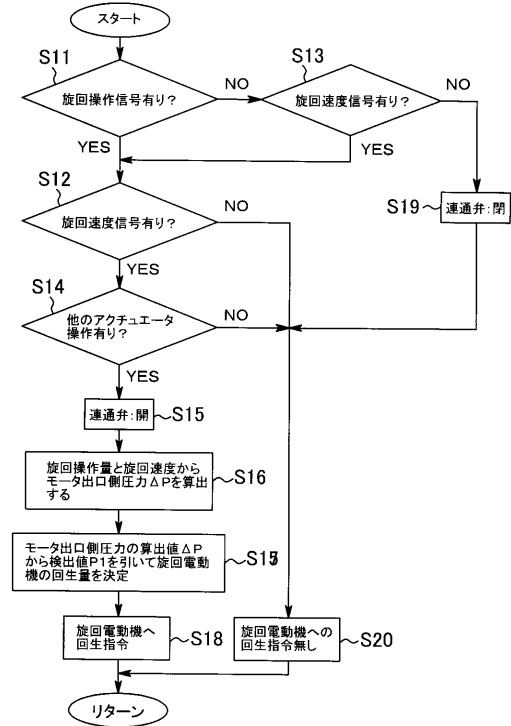 スタート
S11
旋回操作信号有り?
NO
S13
旋回速度信号有り?
NO
YES
YES
S12
旋回速度信号有り?
NO
S19
連通弁:閉
YES
S14
他のアクチュエータ
操作有り?
NO
YES
連通弁:開
S15
旋回操作量と旋回速度から
モータ出口側圧力ΔPを算出
する
S16
モータ出口側圧力の算出値ΔP
から検出値P1を引いて旋回電動
機の回生量を決定
旋回電動機へ
回生指令
S18
旋回電動機への
回生指令無し
S20
リターン